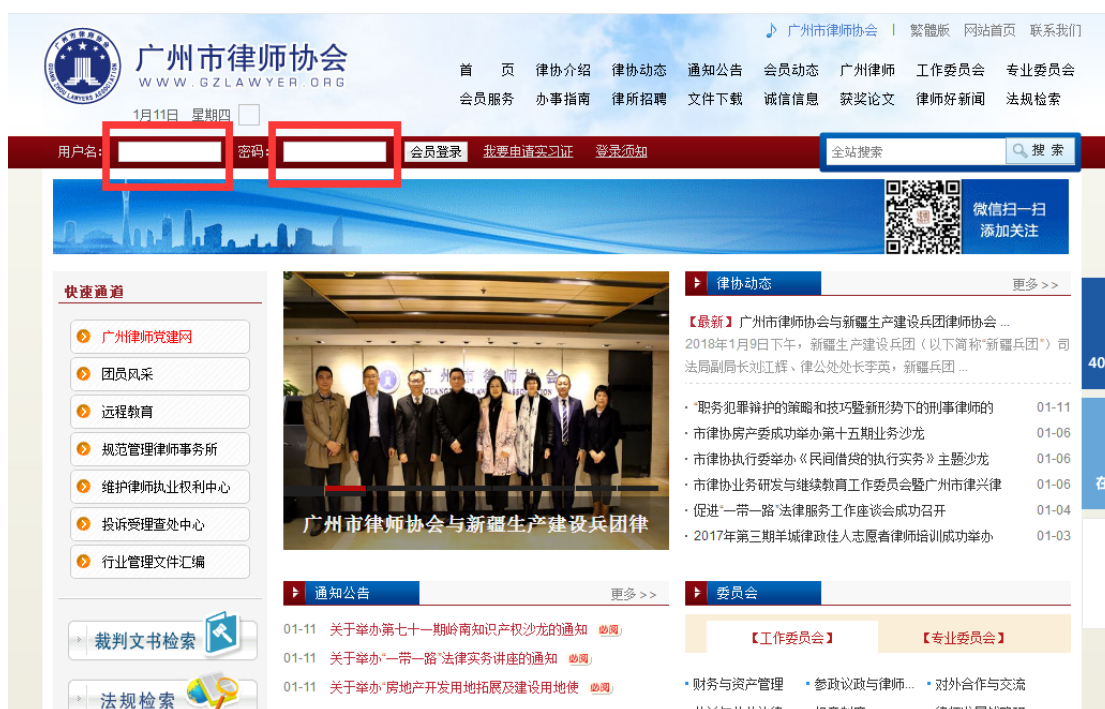 ♪ 广州市律师协会 | 繁體版 网站首页 联系我们
广州市律师协会
WWW.GZLAWYER.ORG
首 页 律协介绍 律协动态 通知公告 会员动态 广州律师 工作委员会 专业委员会
会员服务 办事指南 律所招聘 文件下载 诚信信息 获奖论文 律师好新闻 法规检索
1月11日 星期四
用户名: 密码: 会员登录 我要申请实习证 登录须知 全站搜索 搜 索
微信扫一扫
添加关注
快速通道
广州律师党建网
团员风采
远程教育
规范管理律师事务所
维护律师执业权利中心
投诉受理查处中心
行业管理文件汇编
裁判文书检索
法规检索
广州市律师协会
广州市律师协会与新疆生产建设兵团律
律协动态 更多>>
【最新】广州市律师协会与新疆生产建设兵团律师协会 ...
2018年1月9日下午，新疆生产建设兵团（以下简称“新疆兵团”）司
法局副局长刘江辉、律公处处长李英，新疆兵团 ...
· “职务犯罪辩护的策略和技巧暨新形势下的刑事律师的 01-11
· 市律协房产委成功举办第十五期业务沙龙 01-06
· 市律协执行委举办《民间借贷的执行实务》主题沙龙 01-06
· 市律协业务研发与继续教育工作委员会暨广州市律兴律 01-06
· 促进“一带一路”法律服务工作座谈会成功召开 01-04
· 2017年第三期羊城律政佳人志愿者律师培训成功举办 01-03
40
在
通知公告 更多>>
01-11 关于举办第七十一期岭南知识产权沙龙的通知 必阅
01-11 关于举办“一带一路”法律实务讲座的通知 必阅
01-11 关于举办“房地产开发用地拓展及建设用地使 必阅
委员会
【工作委员会】 【专业委员会】
财务与资产管理 参政议政与律师... 对外合作与交流